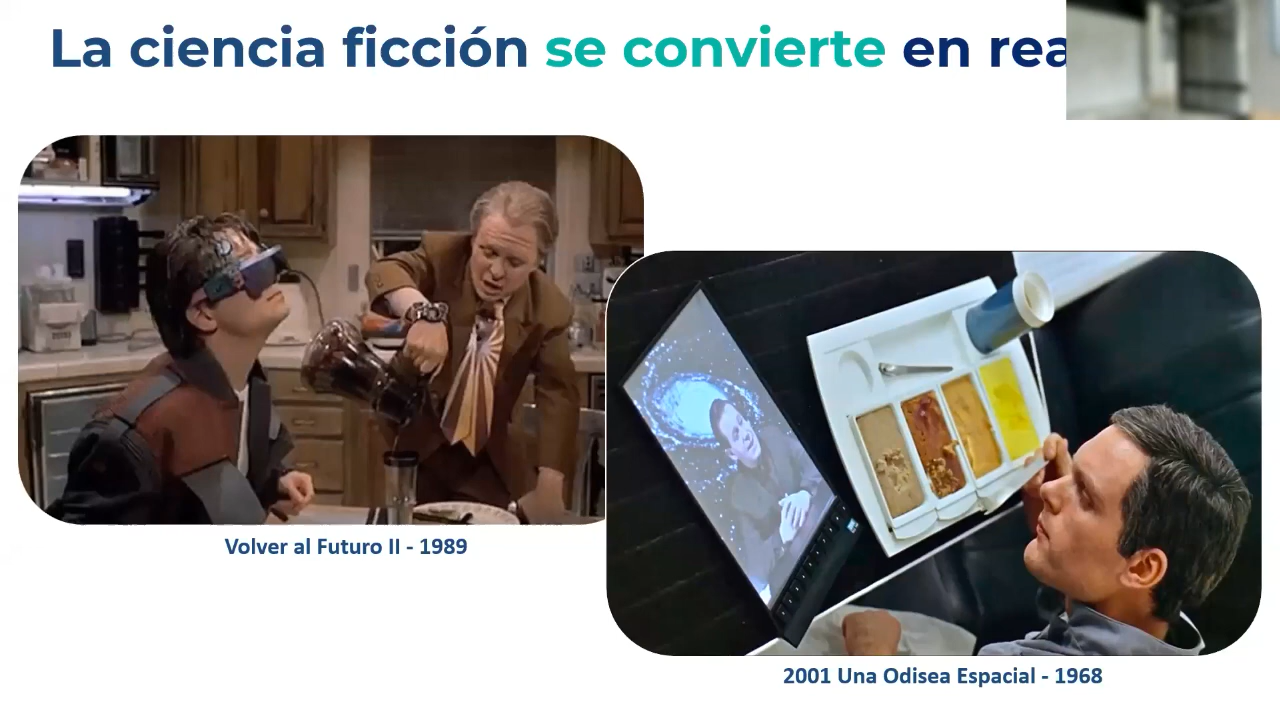 La ciencia ficción se convierte en rea
Volver al Futuro II - 1989
2001 Una Odisea Espacial - 1968